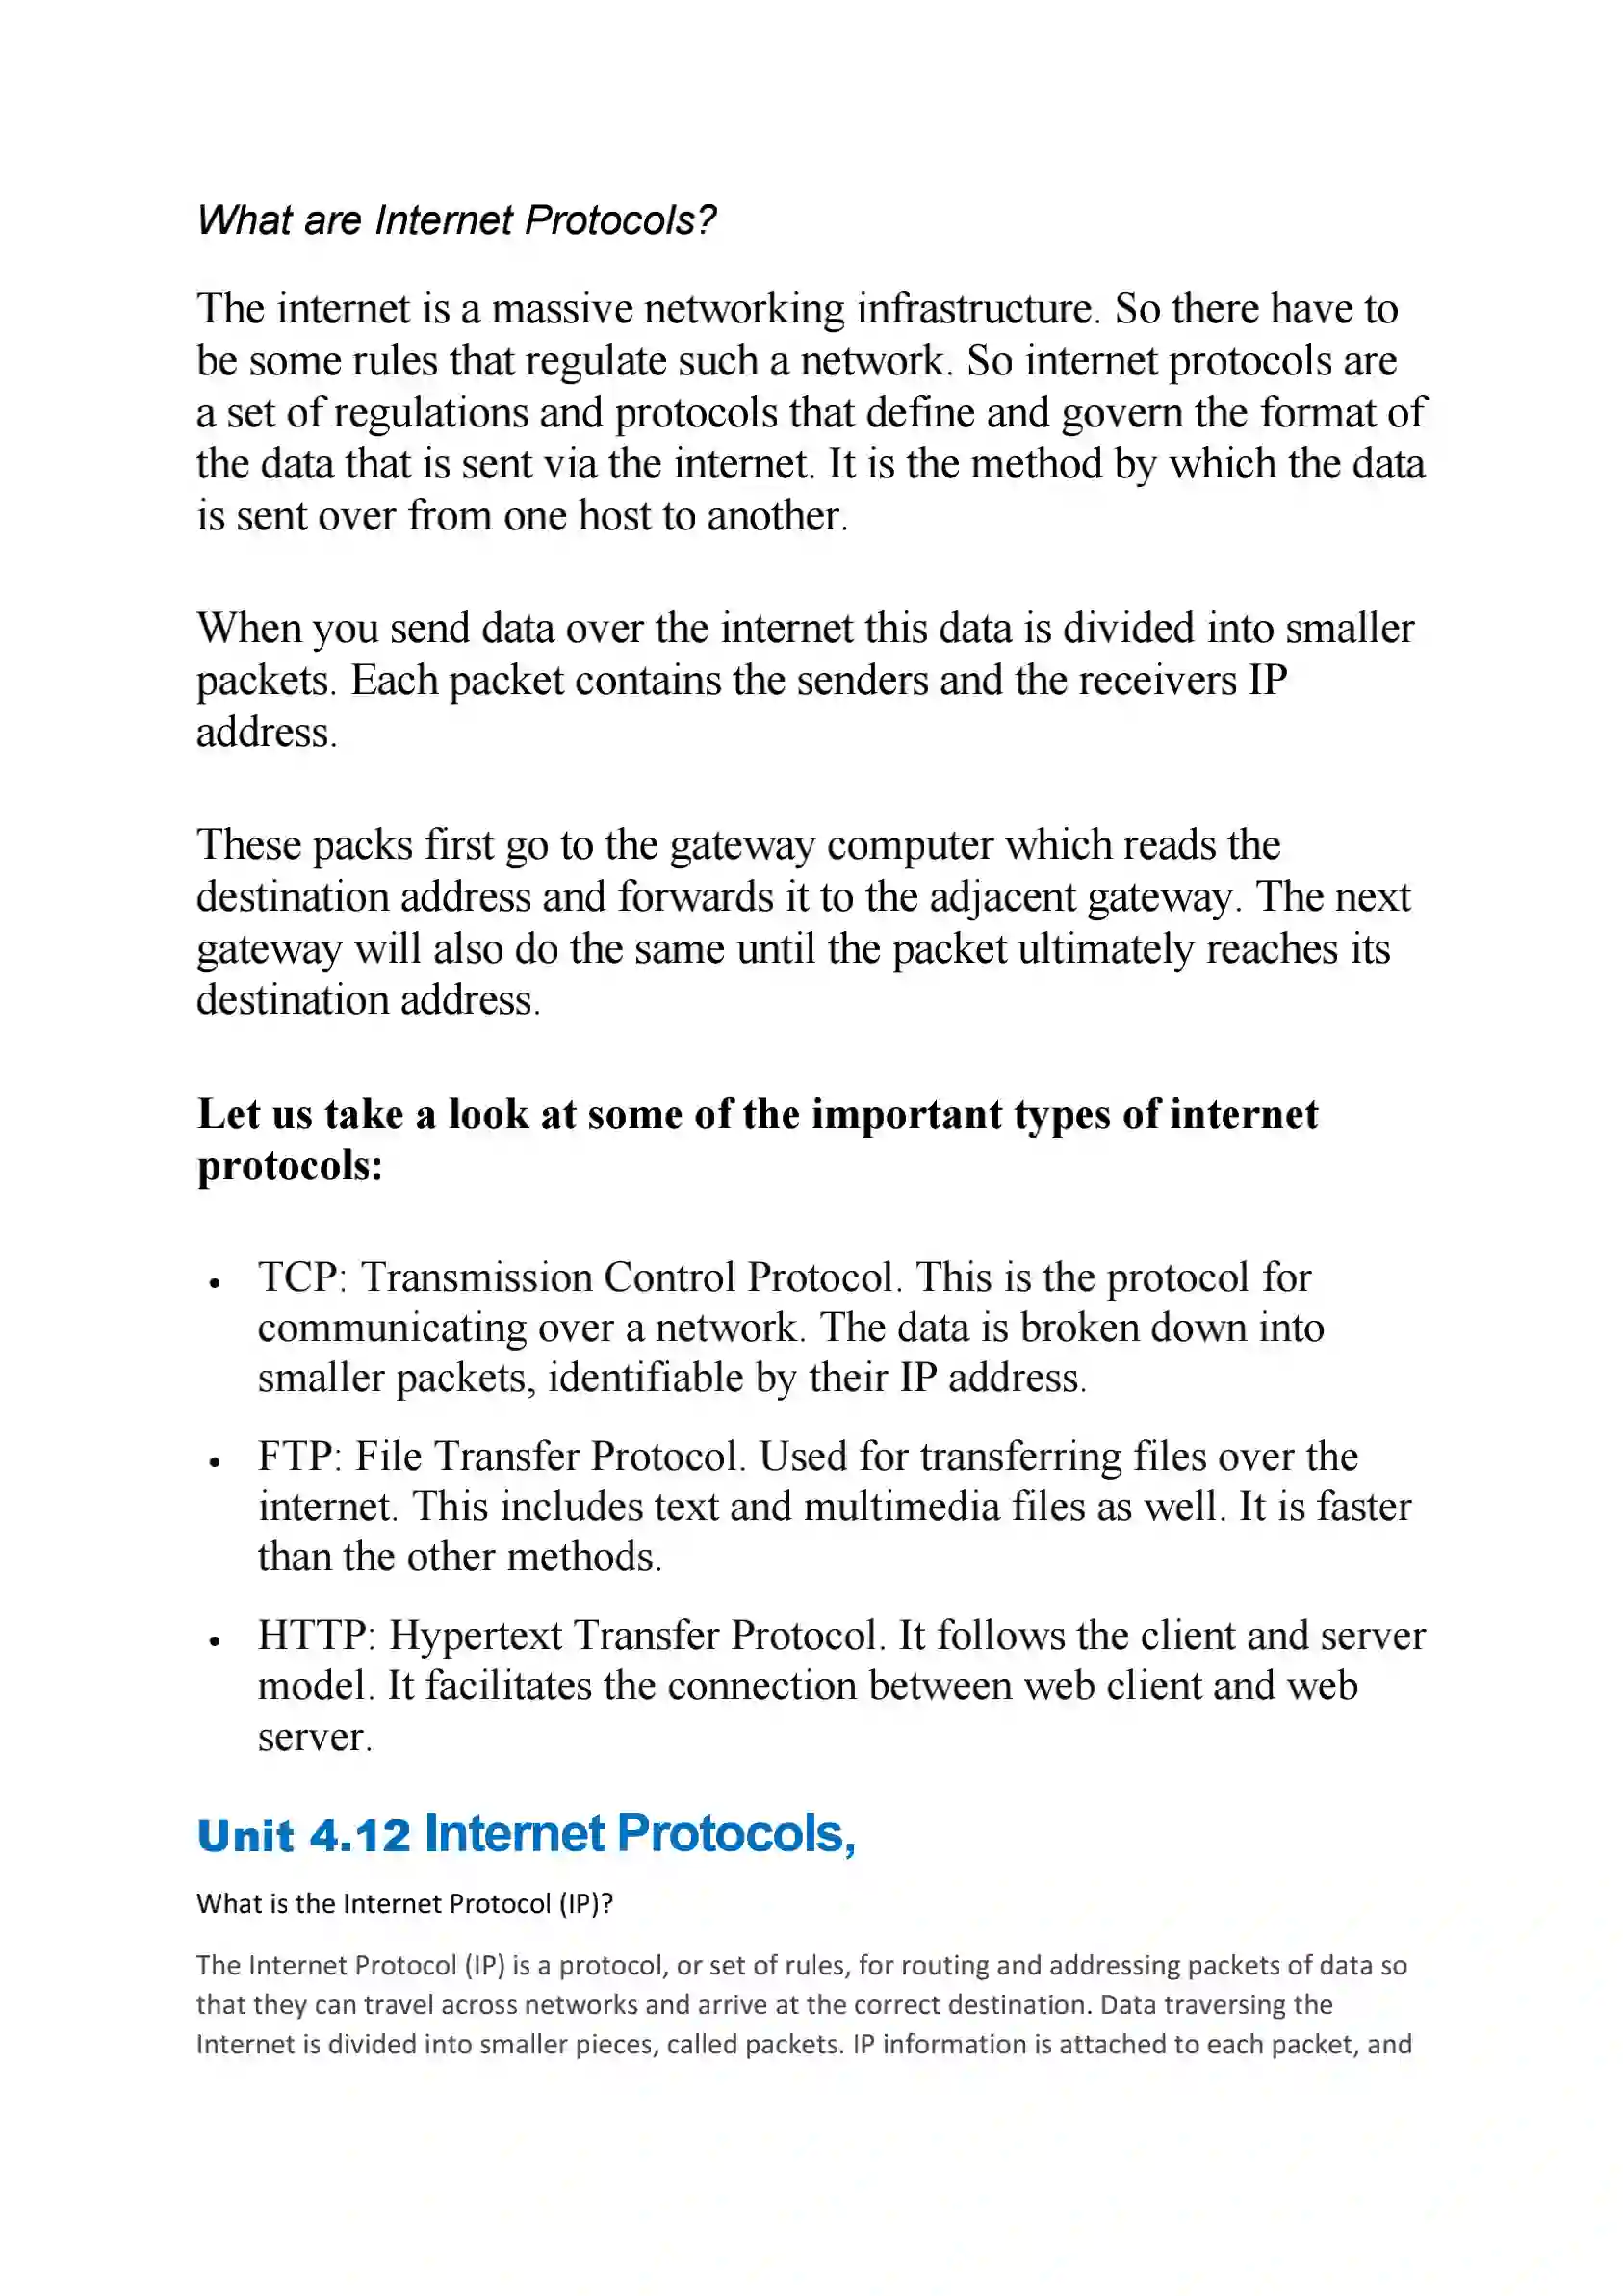 What are Internet Protocols?
The internet is a massive networking infrastructure. So there have to
be some rules that regulate such a network. So internet protocols are
a set of regulations and protocols that define and govern the format of
the data that is sent via the internet. It is the method by which the data
is sent over from one host to another.
When you send data over the internet this data is divided into smaller
packets. Each packet contains the senders and the receivers IP
address.
These packs first go to the gateway computer which reads the
destination address and forwards it to the adjacent gateway. The next
gateway will also do the same until the packet ultimately reaches its
destination address.
Let us take a look at some of the important types of internet
protocols:
• TCP: Transmission Control Protocol. This is the protocol for
communicating over a network. The data is broken down into
smaller packets, identifiable by their IP address.
• FTP: File Transfer Protocol. Used for transferring files over the
internet. This includes text and multimedia files as well. It is faster
than the other methods.
• HTTP: Hypertext Transfer Protocol. It follows the client and server
model. It facilitates the connection between web client and web
server.
Unit 4.12 Internet Protocols,
What is the Internet Protocol (IP)?
The Internet Protocol (IP) is a protocol, or set of rules, for routing and addressing packets of data so
that they can travel across networks and arrive at the correct destination. Data traversing the
Internet is divided into smaller pieces, called packets. IP information is attached to each packet, and